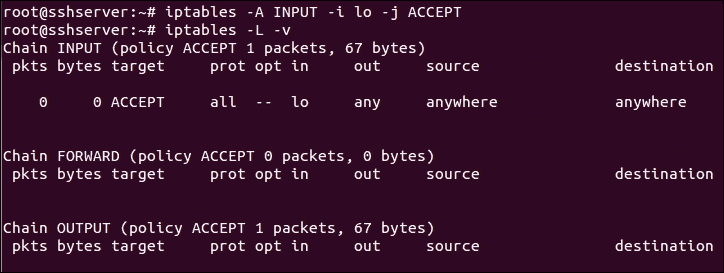 root@sshserver:~# iptables -A INPUT -i lo -j ACCEPT
root@sshserver:~# iptables -L -v
Chain INPUT (policy ACCEPT 1 packets, 67 bytes)
 pkts bytes target     prot opt in     out     source               destination
    0     0 ACCEPT     all  --  lo     any     anywhere             anywhere
Chain FORWARD (policy ACCEPT 0 packets, 0 bytes)
 pkts bytes target     prot opt in     out     source               destination
Chain OUTPUT (policy ACCEPT 1 packets, 67 bytes)
 pkts bytes target     prot opt in     out     source               destination